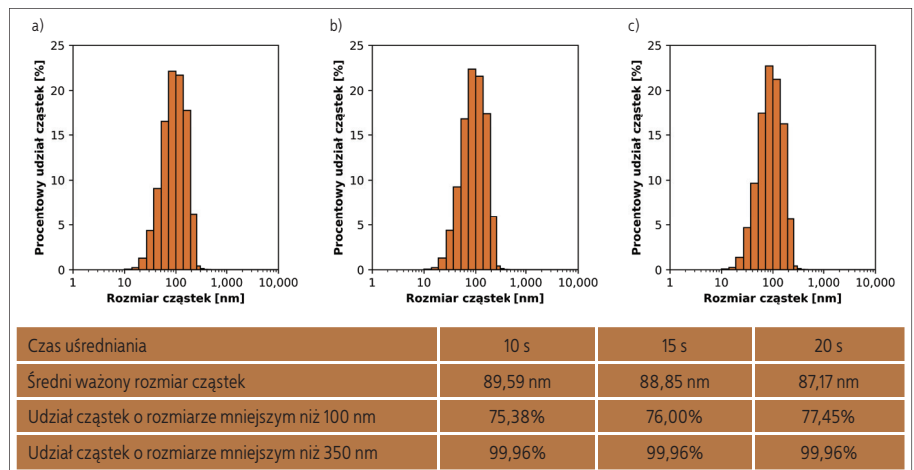 a)
25
20
15
10
5
0
Procentowy udział cząstek [%]
1 10 100 1,000 10,000
Rozmiar cząstek [nm]
b)
25
20
15
10
5
0
Procentowy udział cząstek [%]
1 10 100 1,000 10,000
Rozmiar cząstek [nm]
c)
25
20
15
10
5
0
Procentowy udział cząstek [%]
1 10 100 1,000 10,000
Rozmiar cząstek [nm]
Czas uśredniania 10 s 15 s 20 s
Średni ważony rozmiar cząstek 89,59 nm 88,85 nm 87,17 nm
Udział cząstek o rozmiarze mniejszym niż 100 nm 75,38% 76,00% 77,45%
Udział cząstek o rozmiarze mniejszym niż 350 nm 99,96% 99,96% 99,96%